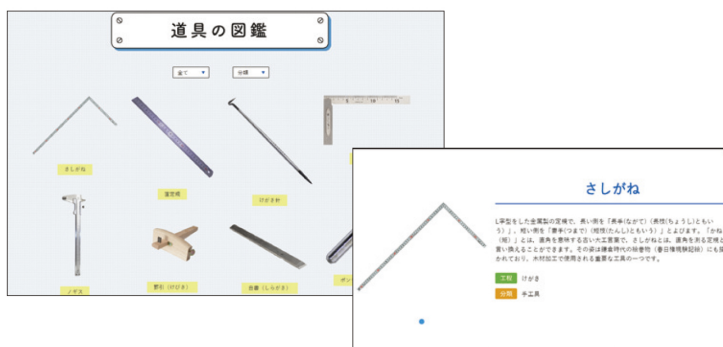 道具の図鑑
全て
分類
5 10 15
さしがね
直定規
けがき針
ノギス
罫引（けびき）
白書（しらがき）
さしがね
L字型をした金属製の定規で、長い側を「長手(ながて)（長枝(ちょうし)ともい
う）」、短い側を「妻手(つまで)（短枝(たんし)ともいう）」とよびます。「かね
（矩）」とは、直角を意味する古い大工言葉で、さしがねとは、直角を測る定規と
言い換えることができます。その姿は鎌倉時代の絵巻物（春日権現験記絵）にも描
かれており、木材加工で使用される重要な工具の一つです。
工程 けがき
分類 手工具